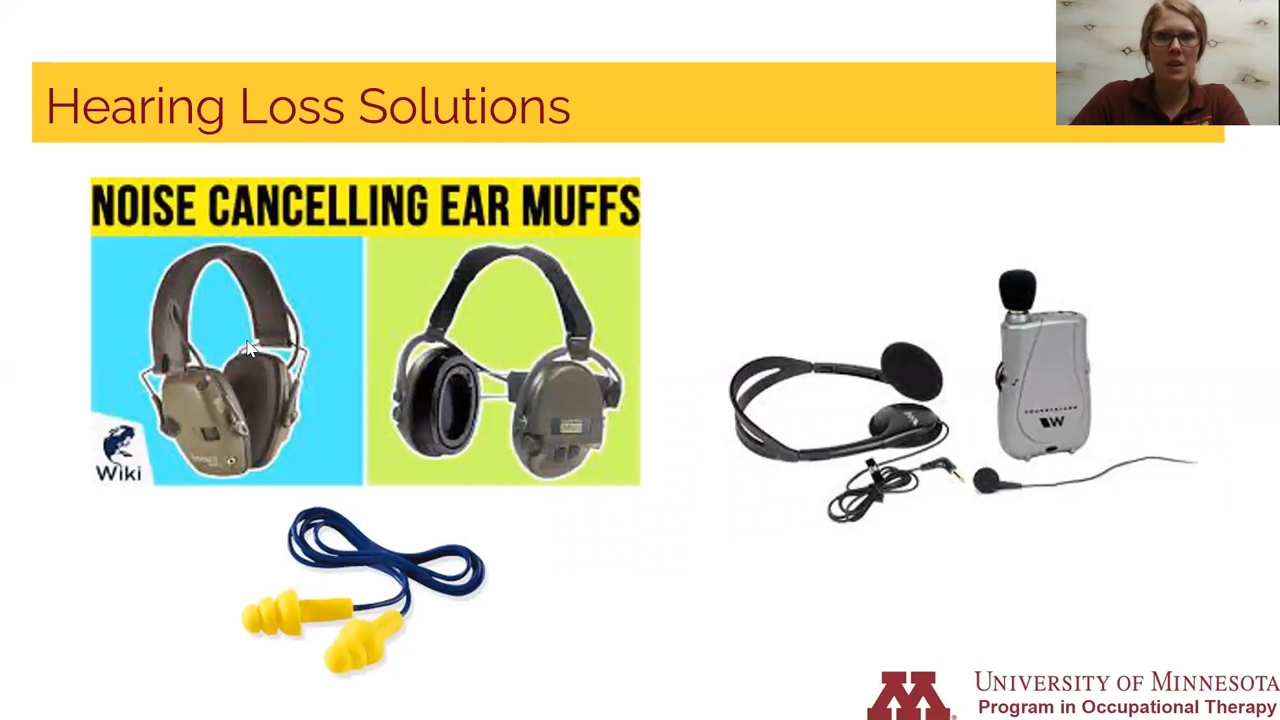 Hearing Loss Solutions
NOISE CANCELLING EAR MUFFS
Wiki
W
M
UNIVERSITY OF MINNESOTA
Program in Occupational Therapy